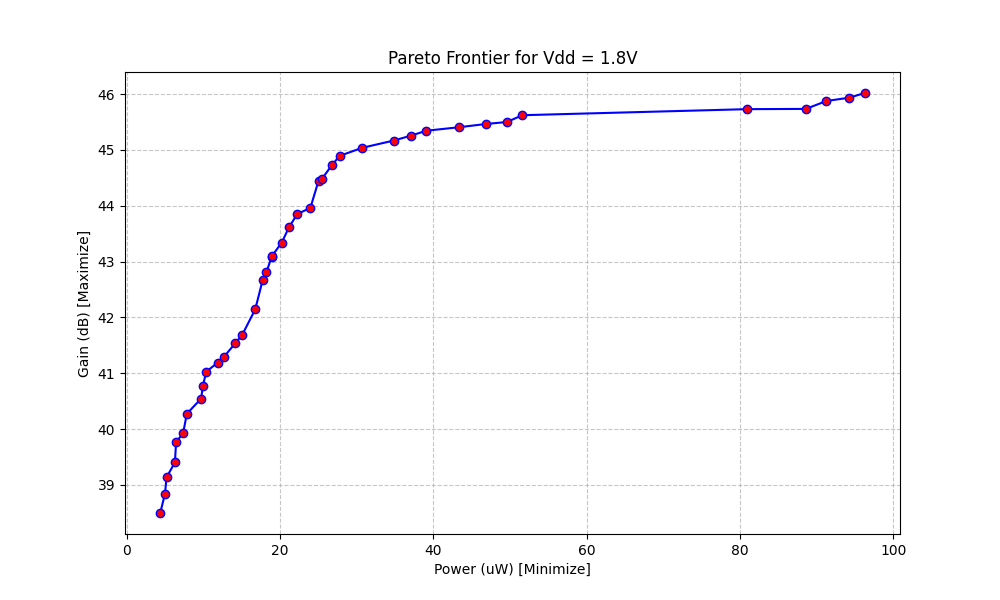 Pareto Frontier for Vdd = 1.8V
46
45
44
43
42
41
40
39
Gain (dB) [Maximize]
0 20 40 60 80 100
Power (uW) [Minimize]